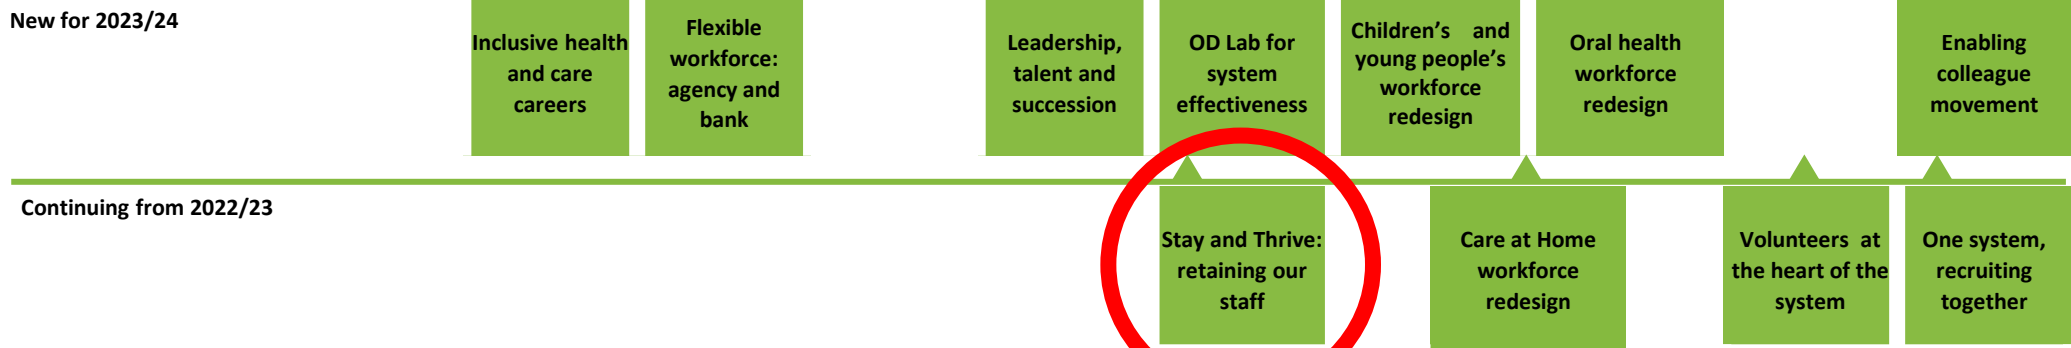 New for 2023/24
Inclusive health
and care
careers
Flexible
workforce:
agency and
bank
Leadership,
talent and
succession
OD Lab for
system
effectiveness
Children’s and
young people’s
workforce
redesign
Oral health
workforce
redesign
Enabling
colleague
movement
Continuing from 2022/23
Stay and Thrive:
retaining our
staff
Care at Home
workforce
redesign
Volunteers at
the heart of the
system
One system,
recruiting
together